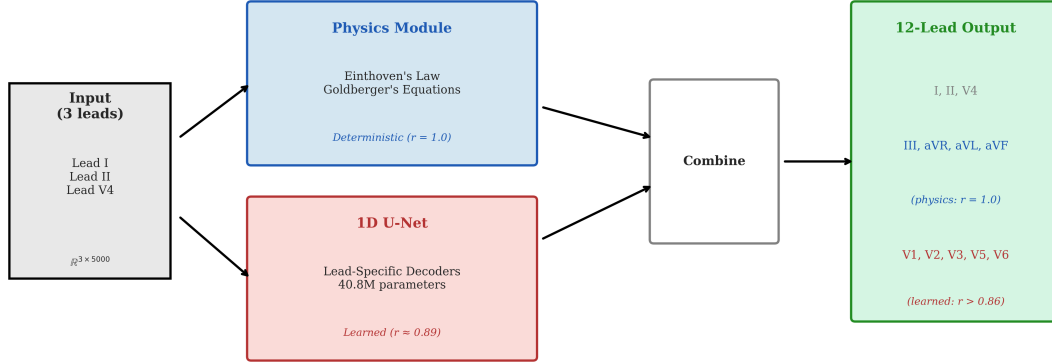 Input
(3 leads)
Lead I
Lead II
Lead V4
ℝ³ˣ⁵⁰⁰⁰
Physics Module
Einthoven's Law
Goldberger's Equations
Deterministic (r = 1.0)
1D U-Net
Lead-Specific Decoders
40.8M parameters
Learned (r ≈ 0.89)
Combine
12-Lead Output
I, II, V4
III, aVR, aVL, aVF
(physics: r = 1.0)
V1, V2, V3, V5, V6
(learned: r > 0.86)